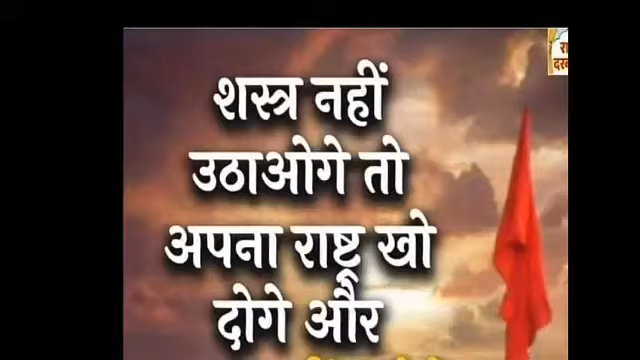 शस्त्र नहीं
उठाओगे तो
अपना राष्ट्र खो
दोगे और